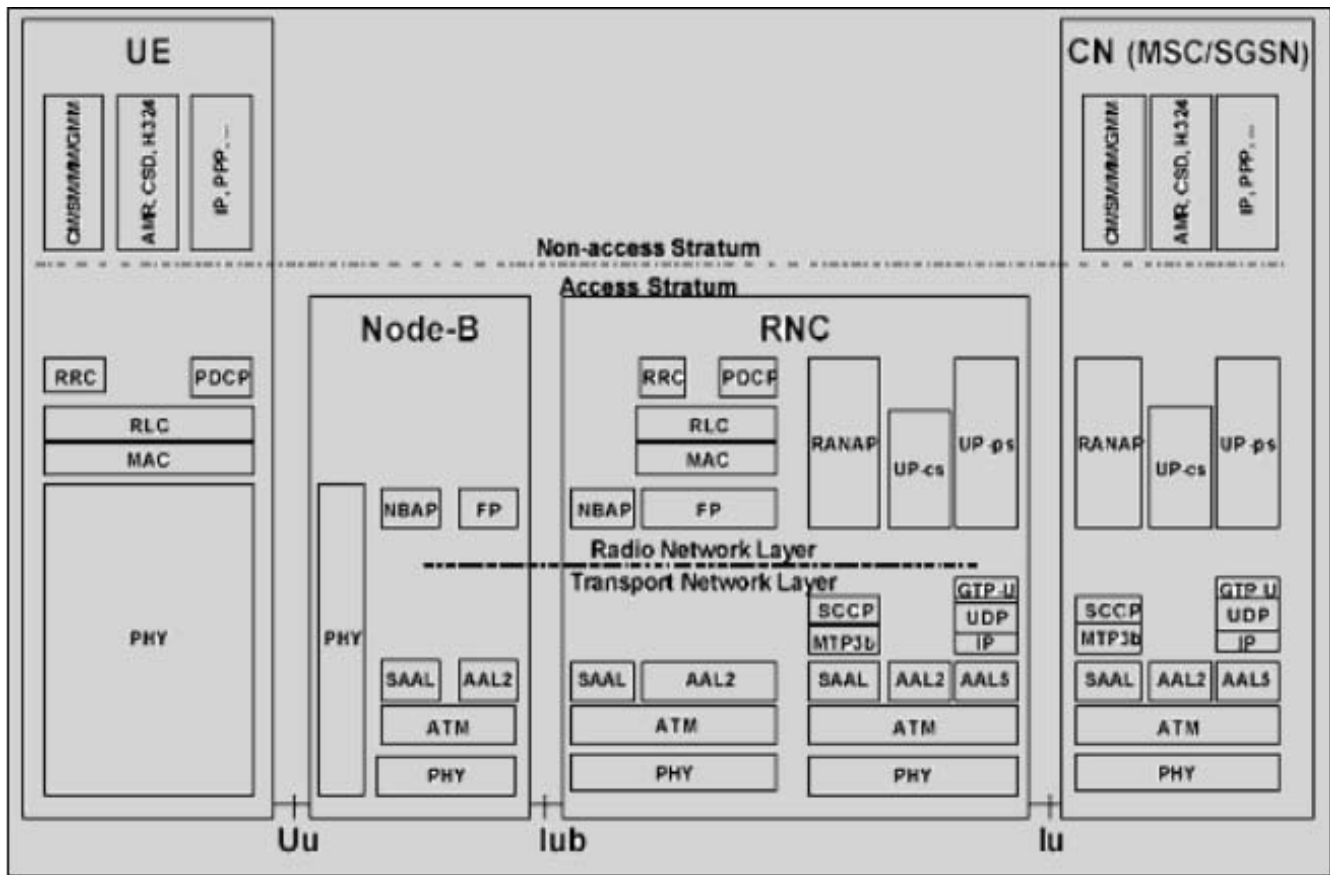 UE
CN (MSC/SGSN)
CM/SM/MM/GMM
AMR, CSD, H.324
IP, PPP, ...
CM/SM/MM/GMM
AMR, CSD, H.324
IP, PPP, ...
Non-access Stratum
Access Stratum
Node-B
RNC
RRC
PDCP
RLC
MAC
PHY
PHY
NBAP
FP
SAAL
AAL2
ATM
PHY
RRC
PDCP
RLC
MAC
NBAP
FP
RANAP
UP-cs
UP-ps
Radio Network Layer
Transport Network Layer
SCCP
MTP3b
GTP-U
UDP
IP
SAAL
AAL2
SAAL
AAL2
AAL5
ATM
ATM
PHY
PHY
RANAP
UP-cs
UP-ps
SCCP
MTP3b
GTP U
UDP
IP
SAAL
AAL2
AAL5
ATM
PHY
Uu
Iub
Iu